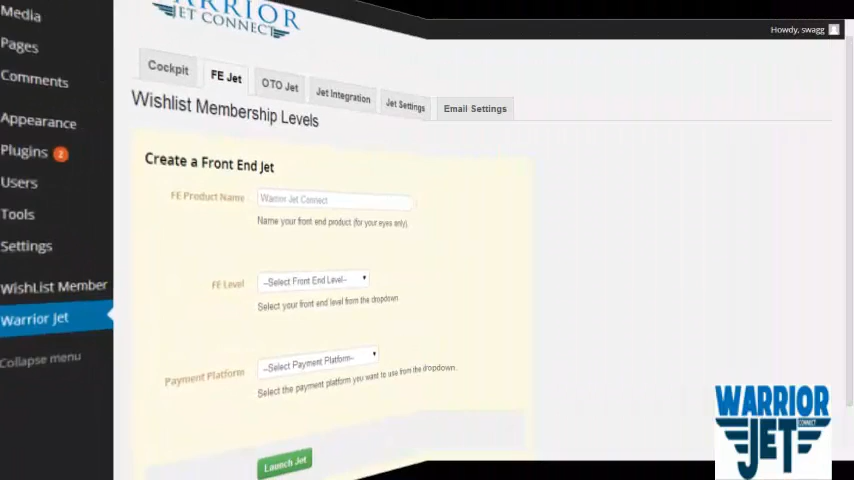 Media
Pages
Comments
Appearance
Plugins 2
Users
Tools
Settings
WishList Member
Warrior Jet
Collapse menu
JET CONNECT
Howdy, swagg
Cockpit
FE Jet
OTO Jet
Jet Integration
Jet Settings
Email Settings
Wishlist Membership Levels
Create a Front End Jet
FE Product Name
Warrior Jet Connect
Name your front end product (for your eyes only).
FE Level
--Select Front End Level--
Select your front end level from the dropdown
Payment Platform
--Select Payment Platform--
Select the payment platform you want to use from the dropdown.
Launch Jet
WARRIOR
JET
CONNECT